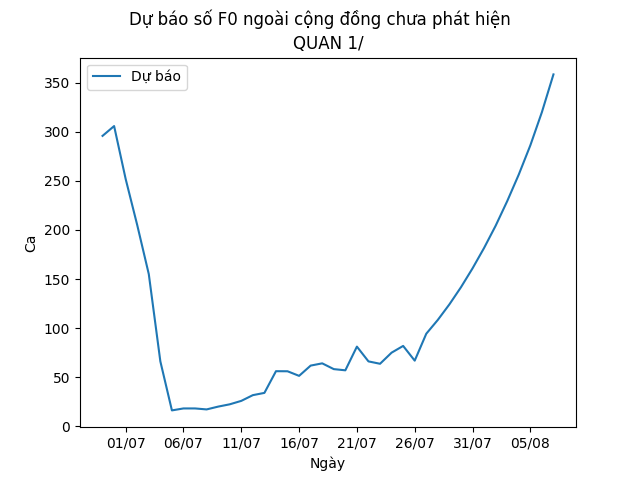 Dự báo số F0 ngoài cộng đồng chưa phát hiện
QUAN 1/
Dự báo
Ca
350
300
250
200
150
100
50
0
01/07 06/07 11/07 16/07 21/07 26/07 31/07 05/08
Ngày